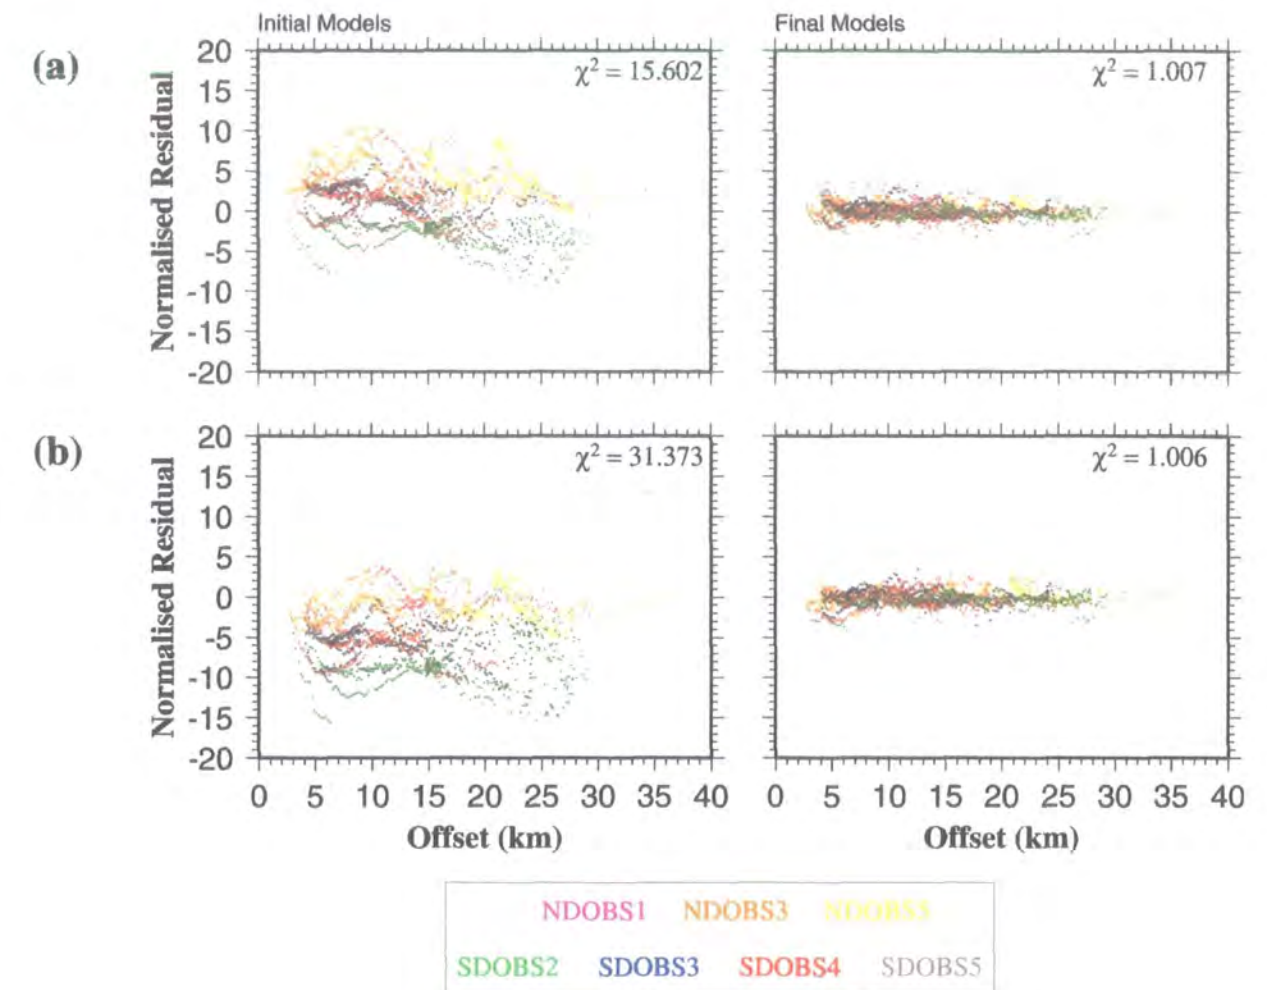 Initial Models
Final Models
(a)
Normalised Residual
20
15
10
5
0
-5
-10
-15
-20
χ² = 15.602
χ² = 1.007
(b)
Normalised Residual
20
15
10
5
0
-5
-10
-15
-20
χ² = 31.373
χ² = 1.006
0 5 10 15 20 25 30 35 40
0 5 10 15 20 25 30 35 40
Offset (km)
Offset (km)
NDOBS1 NDOBS3 NDOBS5
SDOBS2 SDOBS3 SDOBS4 SDOBS5